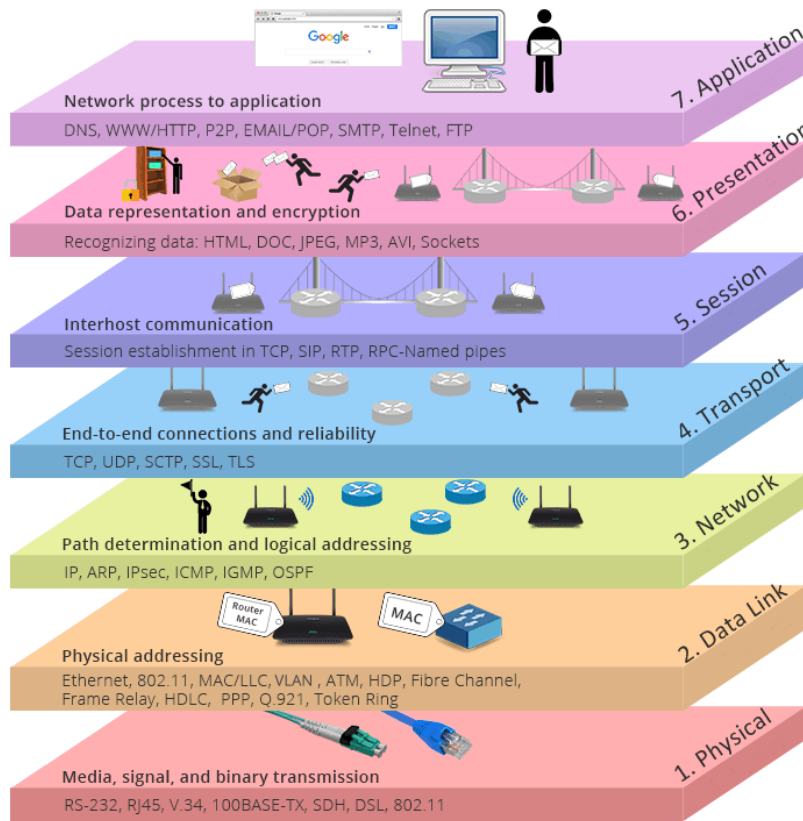 Google
7. Application
Network process to application
DNS, WWW/HTTP, P2P, EMAIL/POP, SMTP, Telnet, FTP
6. Presentation
Data representation and encryption
Recognizing data: HTML, DOC, JPEG, MP3, AVI, Sockets
5. Session
Interhost communication
Session establishment in TCP, SIP, RTP, RPC-Named pipes
4. Transport
End-to-end connections and reliability
TCP, UDP, SCTP, SSL, TLS
3. Network
Path determination and logical addressing
IP, ARP, IPsec, ICMP, IGMP, OSPF
Router
MAC
MAC
2. Data Link
Physical addressing
Ethernet, 802.11, MAC/LLC, VLAN , ATM, HDP, Fibre Channel,
Frame Relay, HDLC, PPP, Q.921, Token Ring
1. Physical
Media, signal, and binary transmission
RS-232, RJ45, V.34, 100BASE-TX, SDH, DSL, 802.11